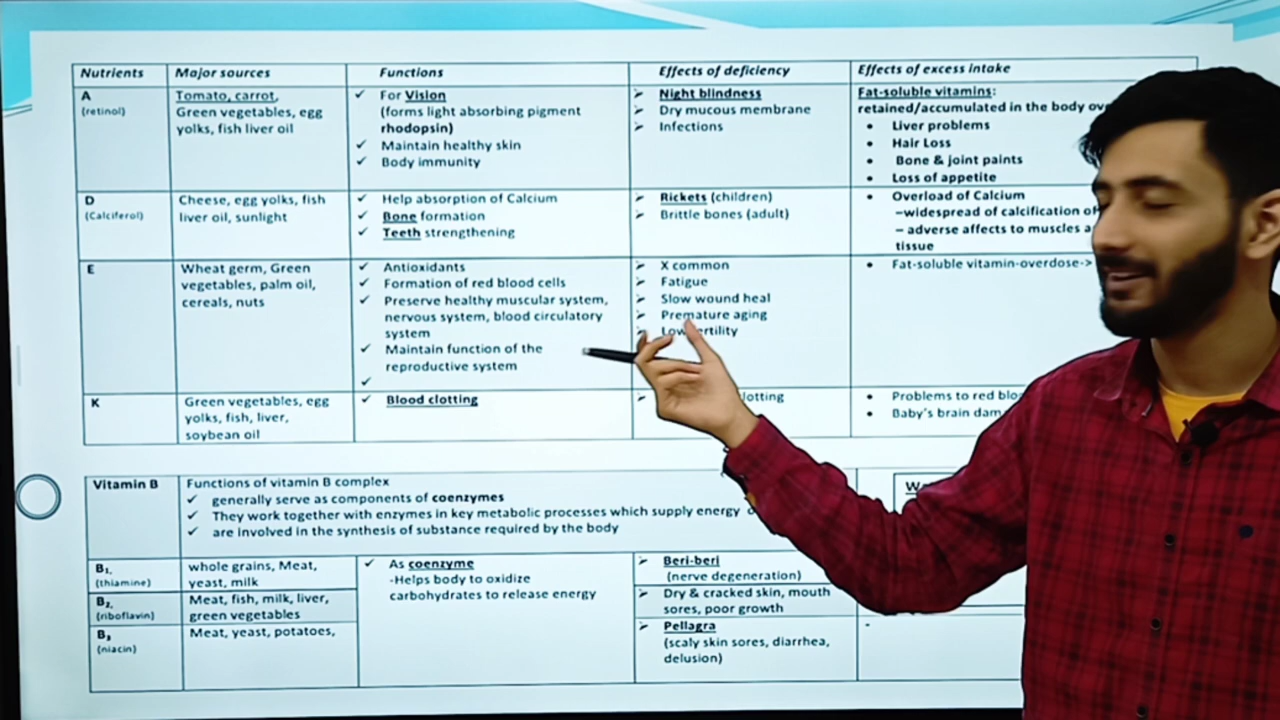 Nutrients Major sources Functions Effects of deficiency Effects of excess intake
A
(retinol)
Tomato, carrot,
Green vegetables, egg
yolks, fish liver oil
✓ For Vision
(forms light absorbing pigment
rhodopsin)
✓ Maintain healthy skin
✓ Body immunity
➢ Night blindness
➢ Dry mucous membrane
➢ Infections
Fat-soluble vitamins:
retained/accumulated in the body
• Liver problems
• Hair Loss
• Bone & joint paints
• Loss of appetite
D
(Calciferol)
Cheese, egg yolks, fish
liver oil, sunlight
✓ Help absorption of Calcium
✓ Bone formation
✓ Teeth strengthening
➢ Rickets (children)
➢ Brittle bones (adult)
• Overload of Calcium
–widespread of calcification of
– adverse affects to muscles
tissue
E
Wheat germ, Green
vegetables, palm oil,
cereals, nuts
✓ Antioxidants
✓ Formation of red blood cells
✓ Preserve healthy muscular system,
nervous system, blood circulatory
system
✓ Maintain function of the
reproductive system
✓
➢ X common
➢ Fatigue
➢ Slow wound heal
➢ Premature aging
➢ Low fertility
• Fat-soluble vitamin-overdose->
K
Green vegetables, egg
yolks, fish, liver,
soybean oil
✓ Blood clotting
➢ lotting
• Problems to red
• Baby's brain
Vitamin B
Functions of vitamin B complex
✓ generally serve as components of coenzymes
✓ They work together with enzymes in key metabolic processes which supply energy
✓ are involved in the synthesis of substance required by the body
B1,
(thiamine)
whole grains, Meat,
yeast, milk
✓ As coenzyme
-Helps body to oxidize
carbohydrates to release energy
➢ Beri-beri
(nerve degeneration)
B2,
(riboflavin)
Meat, fish, milk, liver,
green vegetables
➢ Dry & cracked skin, mouth
sores, poor growth
B3
(niacin)
Meat, yeast, potatoes,
➢ Pellagra
(scaly skin sores, diarrhea,
delusion)
-